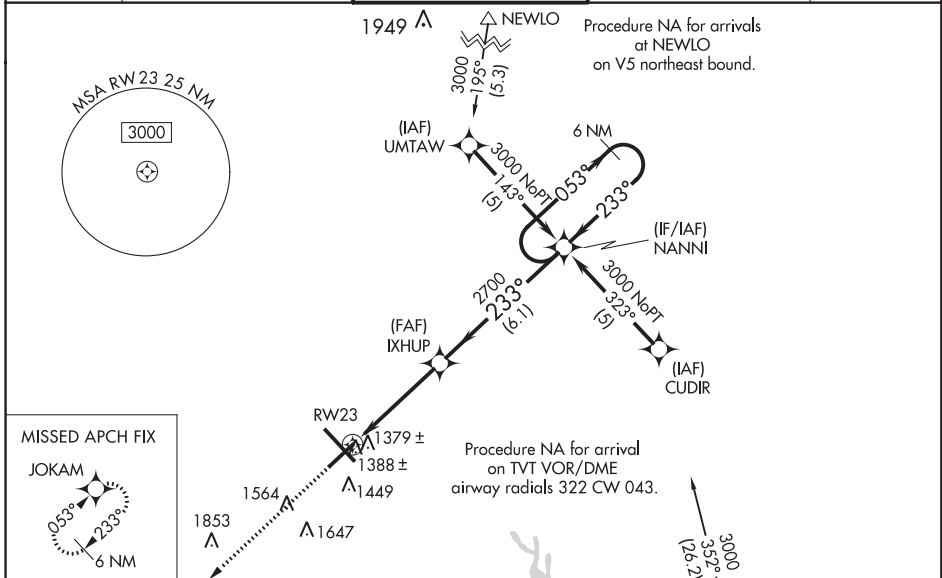 1949
NEWLO
Procedure NA for arrivals
at NEWLO
on V5 northeast bound.
3000
195°
(5.3)
MSA RW23 25 NM
3000
(IAF)
UMTAW
6 NM
3000 NoPT
143°
(5)
053°
233°
(IF/IAF)
NANNI
3000 NoPT
323°
(5)
2700
233°
(6.1)
(FAF)
IXHUP
(IAF)
CUDIR
RW23
1379 ±
1388 ±
1449
1564
1647
1853
MISSED APCH FIX
JOKAM
053°
233°
6 NM
Procedure NA for arrival
on TVT VOR/DME
airway radials 322 CW 043.
3000
352°
(26.2)